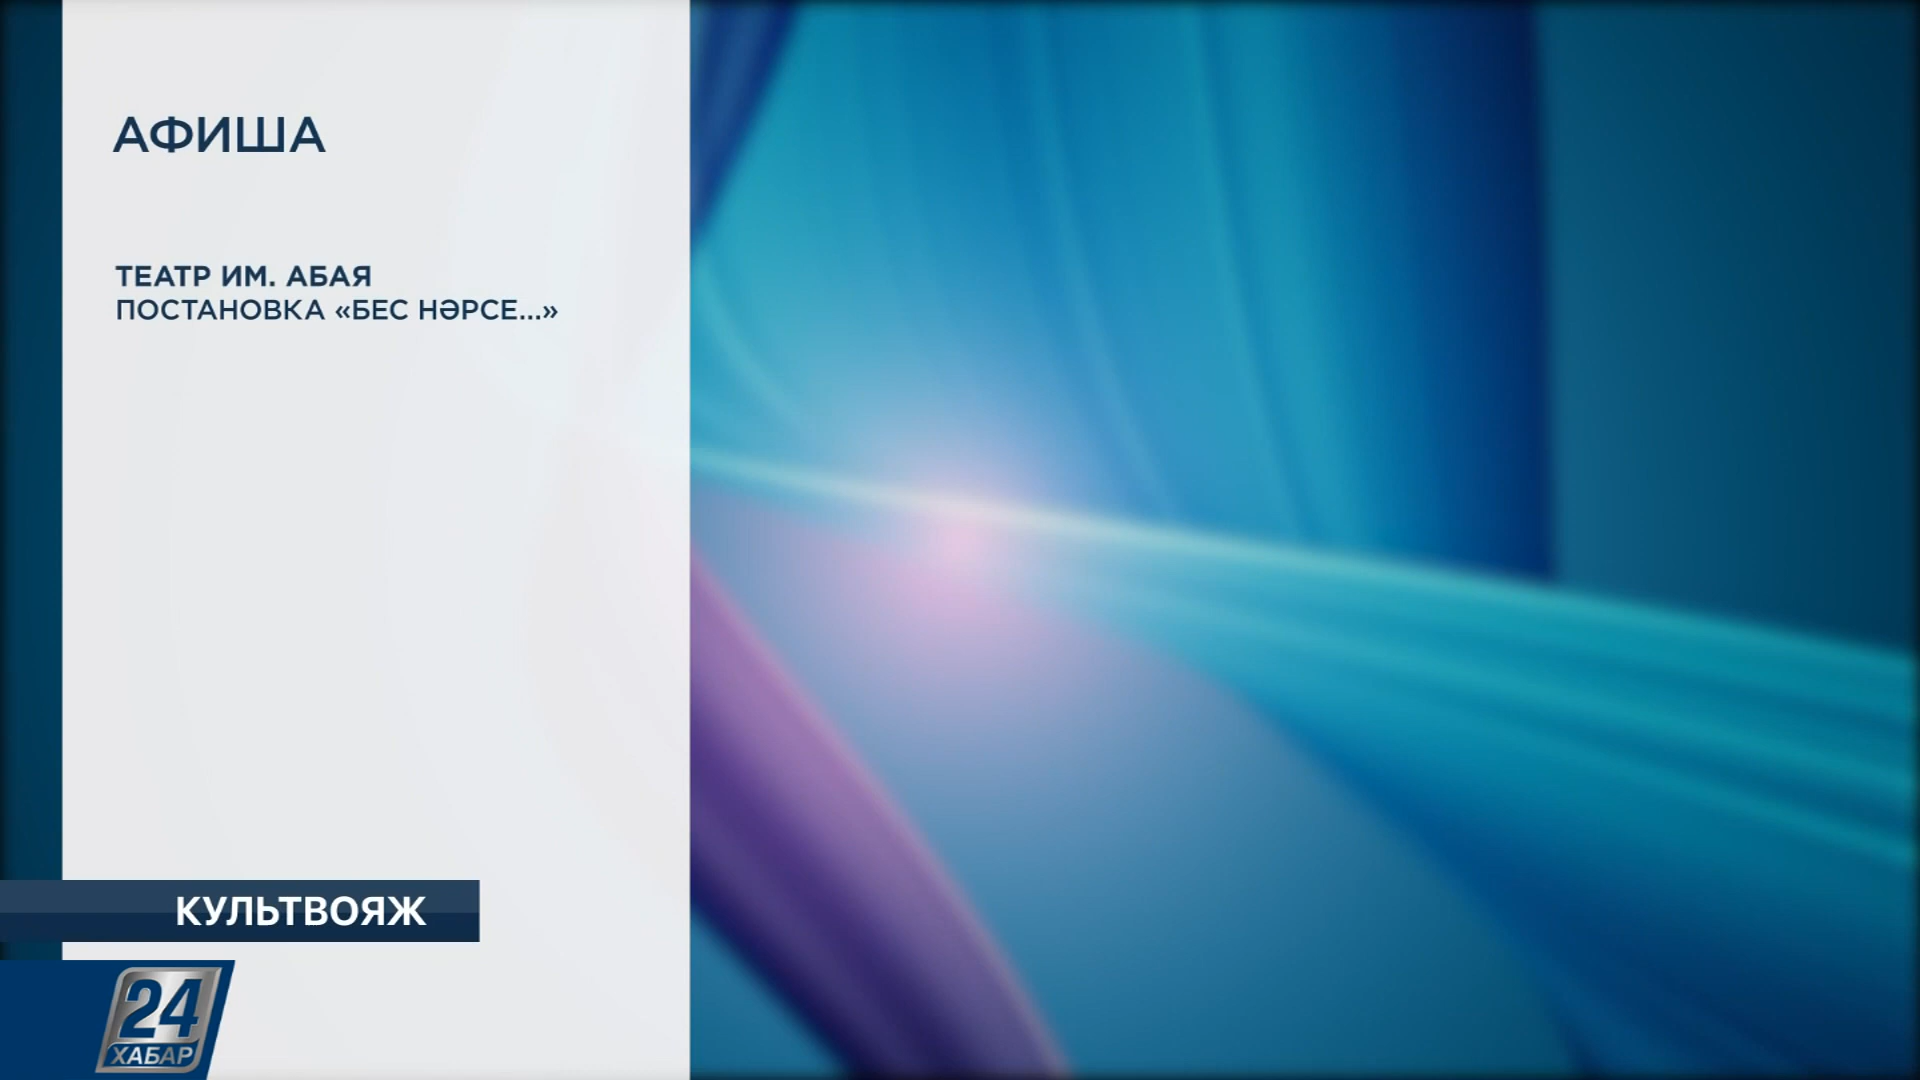 АФИША
ТЕАТР ИМ. АБАЯ
ПОСТАНОВКА «БЕС НӘРСЕ...»
КУЛЬТВОЯЖ
24
ХАБАР